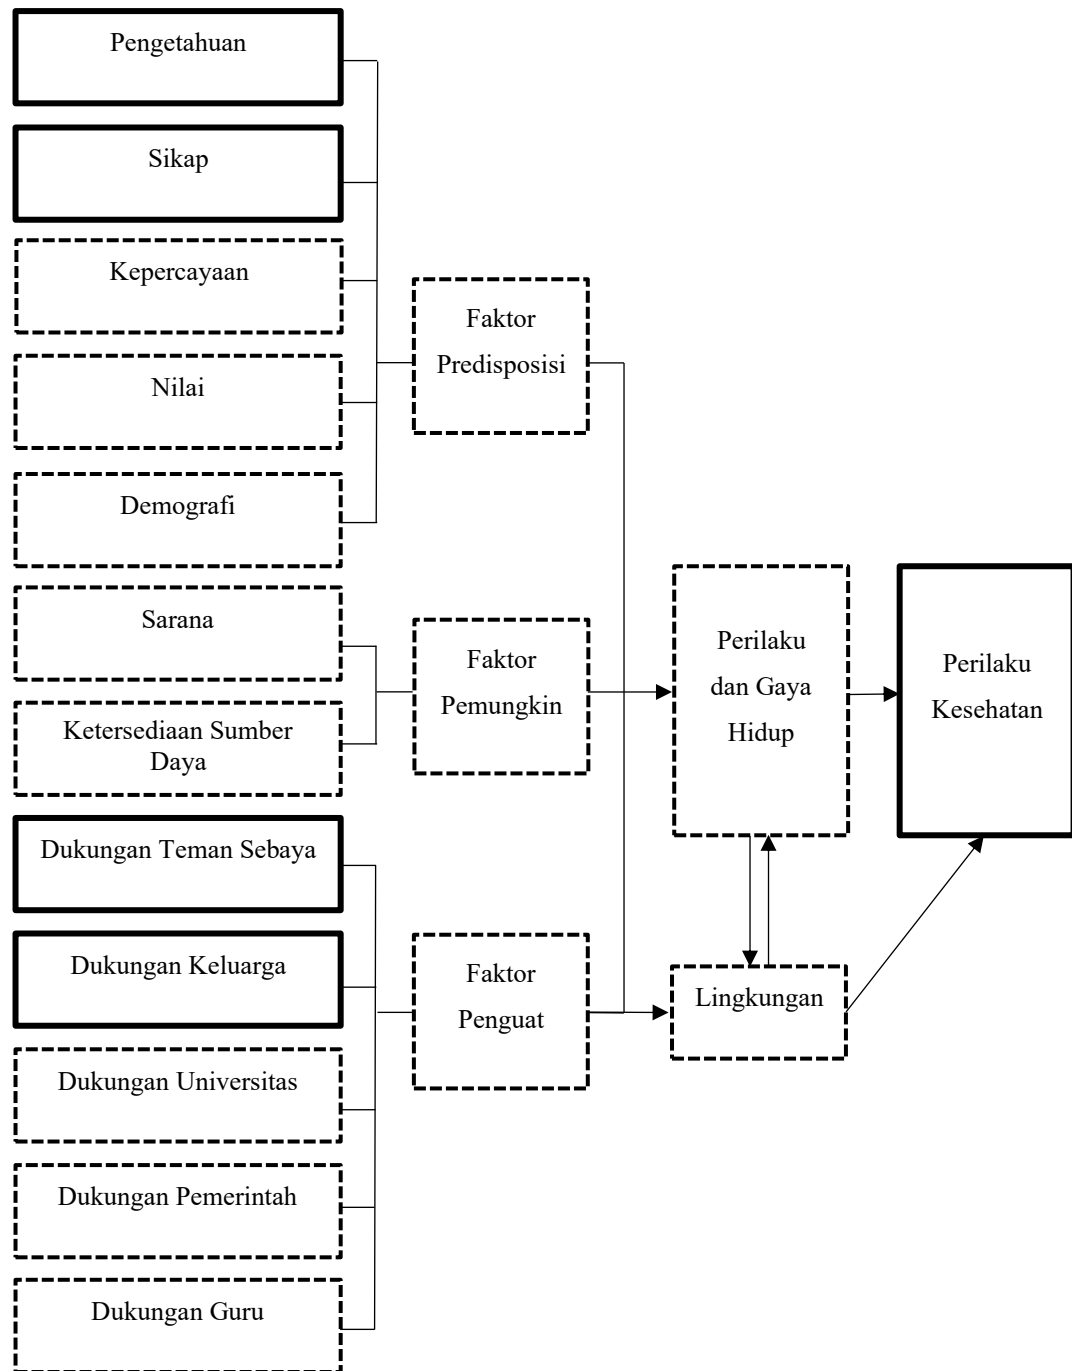 Pengetahuan
Sikap
Kepercayaan
Nilai
Demografi
Sarana
Ketersediaan Sumber
Daya
Dukungan Teman Sebaya
Dukungan Keluarga
Dukungan Universitas
Dukungan Pemerintah
Dukungan Guru
Faktor
Predisposisi
Faktor
Pemungkin
Faktor
Penguat
Perilaku
dan Gaya
Hidup
Lingkungan
Perilaku
Kesehatan